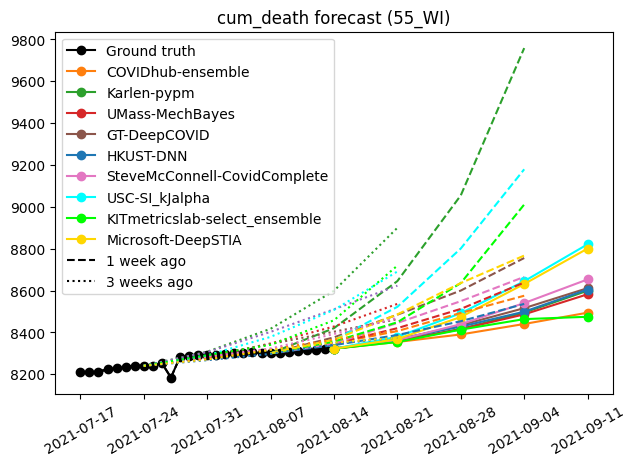 cum_death forecast (55_WI)
9800
9600
9400
9200
9000
8800
8600
8400
8200
Ground truth
COVIDhub-ensemble
Karlen-pypm
UMass-MechBayes
GT-DeepCOVID
HKUST-DNN
SteveMcConnell-CovidComplete
USC-SI_kJalpha
KITmetricslab-select_ensemble
Microsoft-DeepSTIA
1 week ago
3 weeks ago
2021-07-17
2021-07-24
2021-07-31
2021-08-07
2021-08-14
2021-08-21
2021-08-28
2021-09-04
2021-09-11